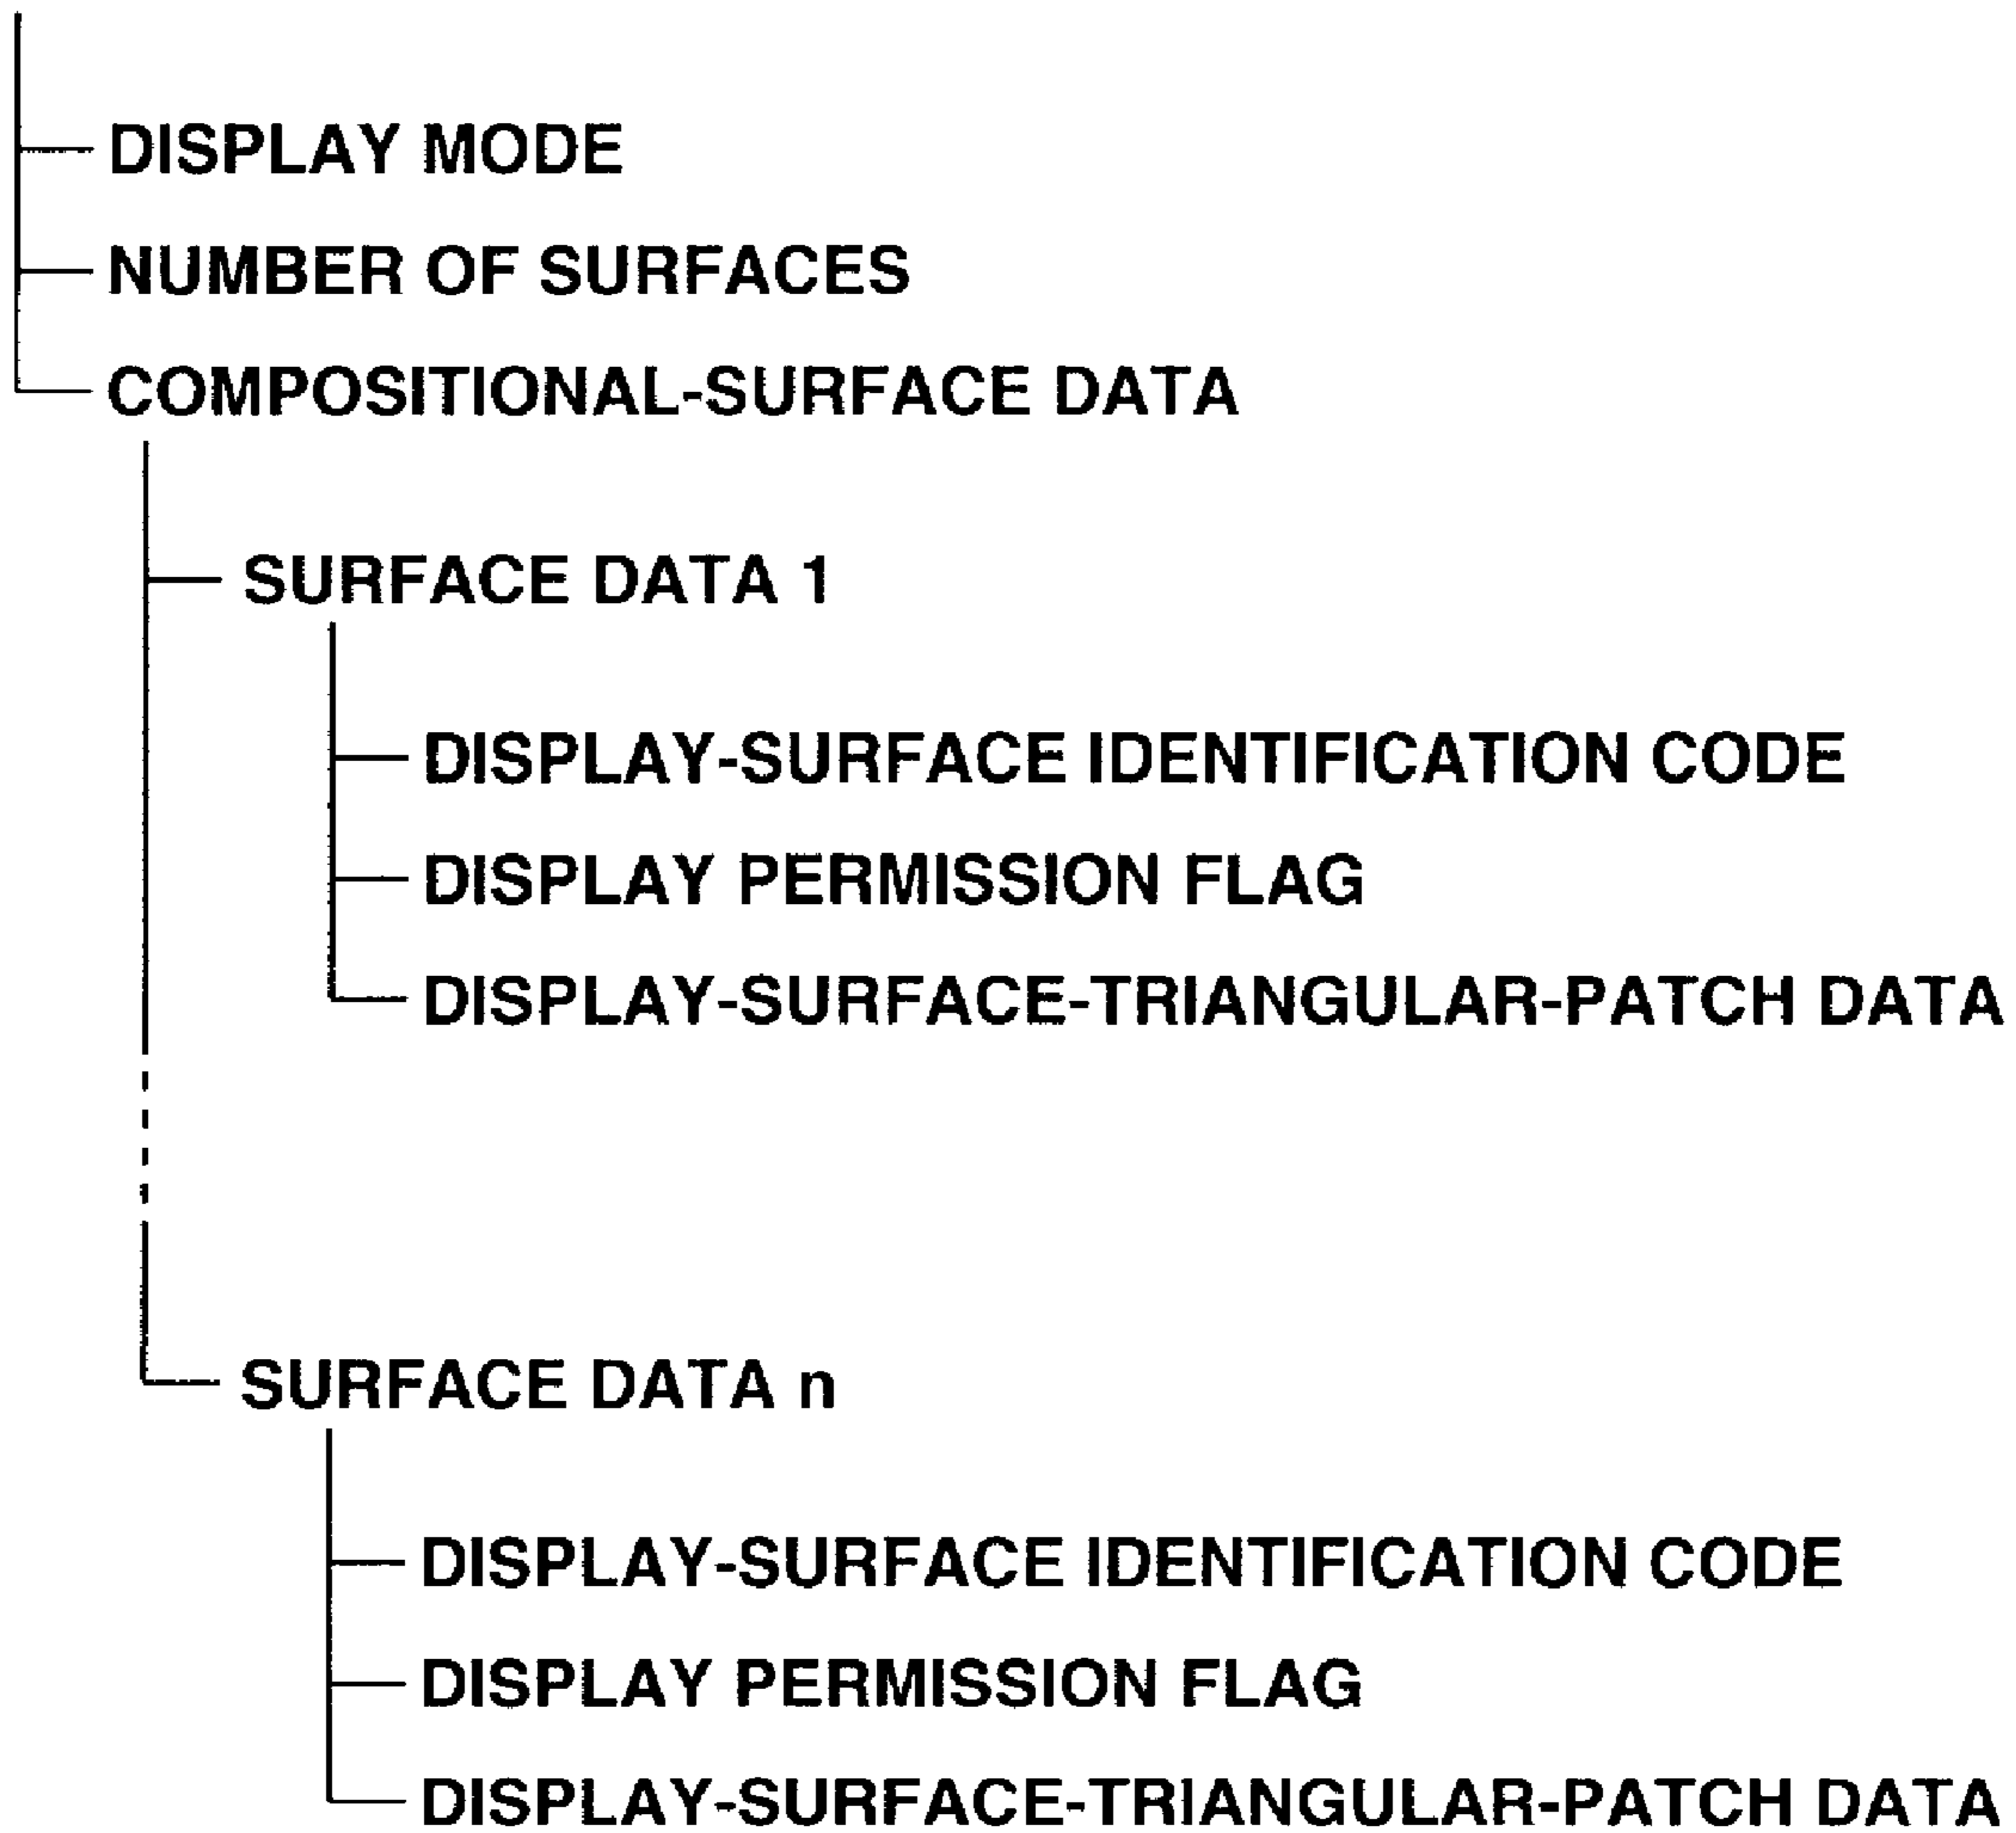 DISPLAY MODE
NUMBER OF SURFACES
COMPOSITIONAL-SURFACE DATA
SURFACE DATA 1
DISPLAY-SURFACE IDENTIFICATION CODE
DISPLAY PERMISSION FLAG
DISPLAY-SURFACE-TRIANGULAR-PATCH DATA
SURFACE DATA n
DISPLAY-SURFACE IDENTIFICATION CODE
DISPLAY PERMISSION FLAG
DISPLAY-SURFACE-TRIANGULAR-PATCH DATA